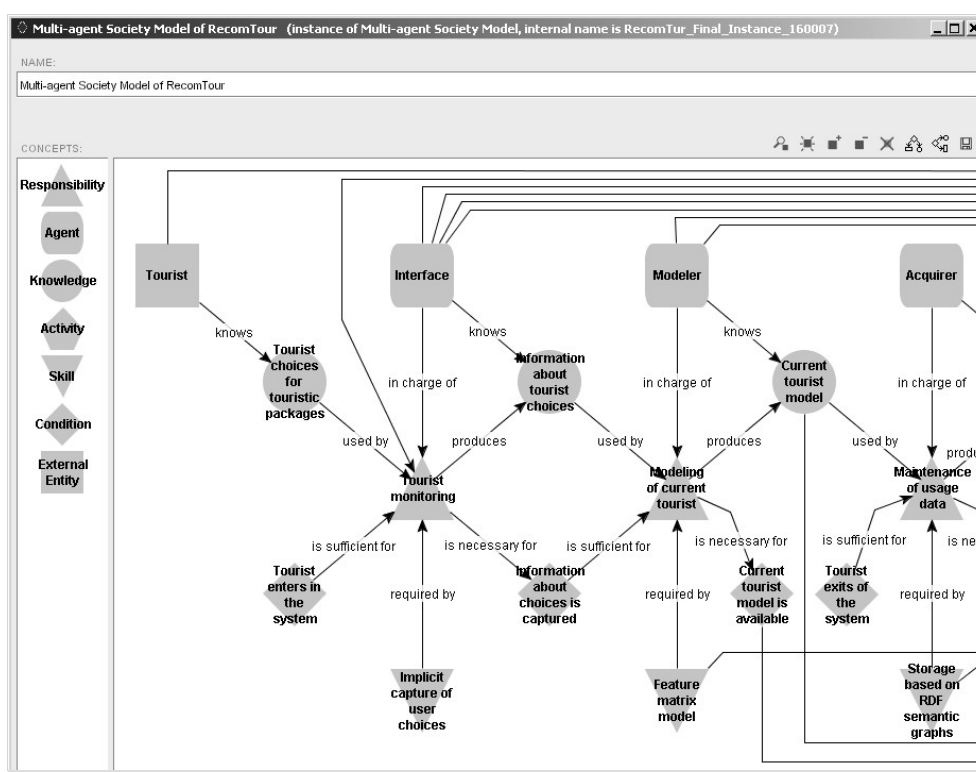 Multi-agent Society Model of RecomTour (instance of Multi-agent Society Model, internal name is RecomTur_Final_Instance_160007)
NAME:
Multi-agent Society Model of RecomTour
CONCEPTS:
Responsibility
Agent
Knowledge
Activity
Skill
Condition
External
Entity
Tourist
Interface
Modeler
Acquirer
knows
knows
knows
Tourist
choices
for
touristic
packages
in charge of
Information
about
tourist
choices
in charge of
Current
tourist
model
in charge of
used by
produces
used by
produces
used by
produ
Tourist
monitoring
Modeling
of current
tourist
Maintenance
of usage
data
is sufficient for
is necessary for
is sufficient for
is necessary for
is sufficient for
is ne
Tourist
enters in
the
system
required by
Information
about
choices is
captured
required by
Current
tourist
model is
available
Tourist
exits of
the
system
required by
Implicit
capture of
user
choices
Feature
matrix
model
Storage
based on
RDF
semantic
graphs